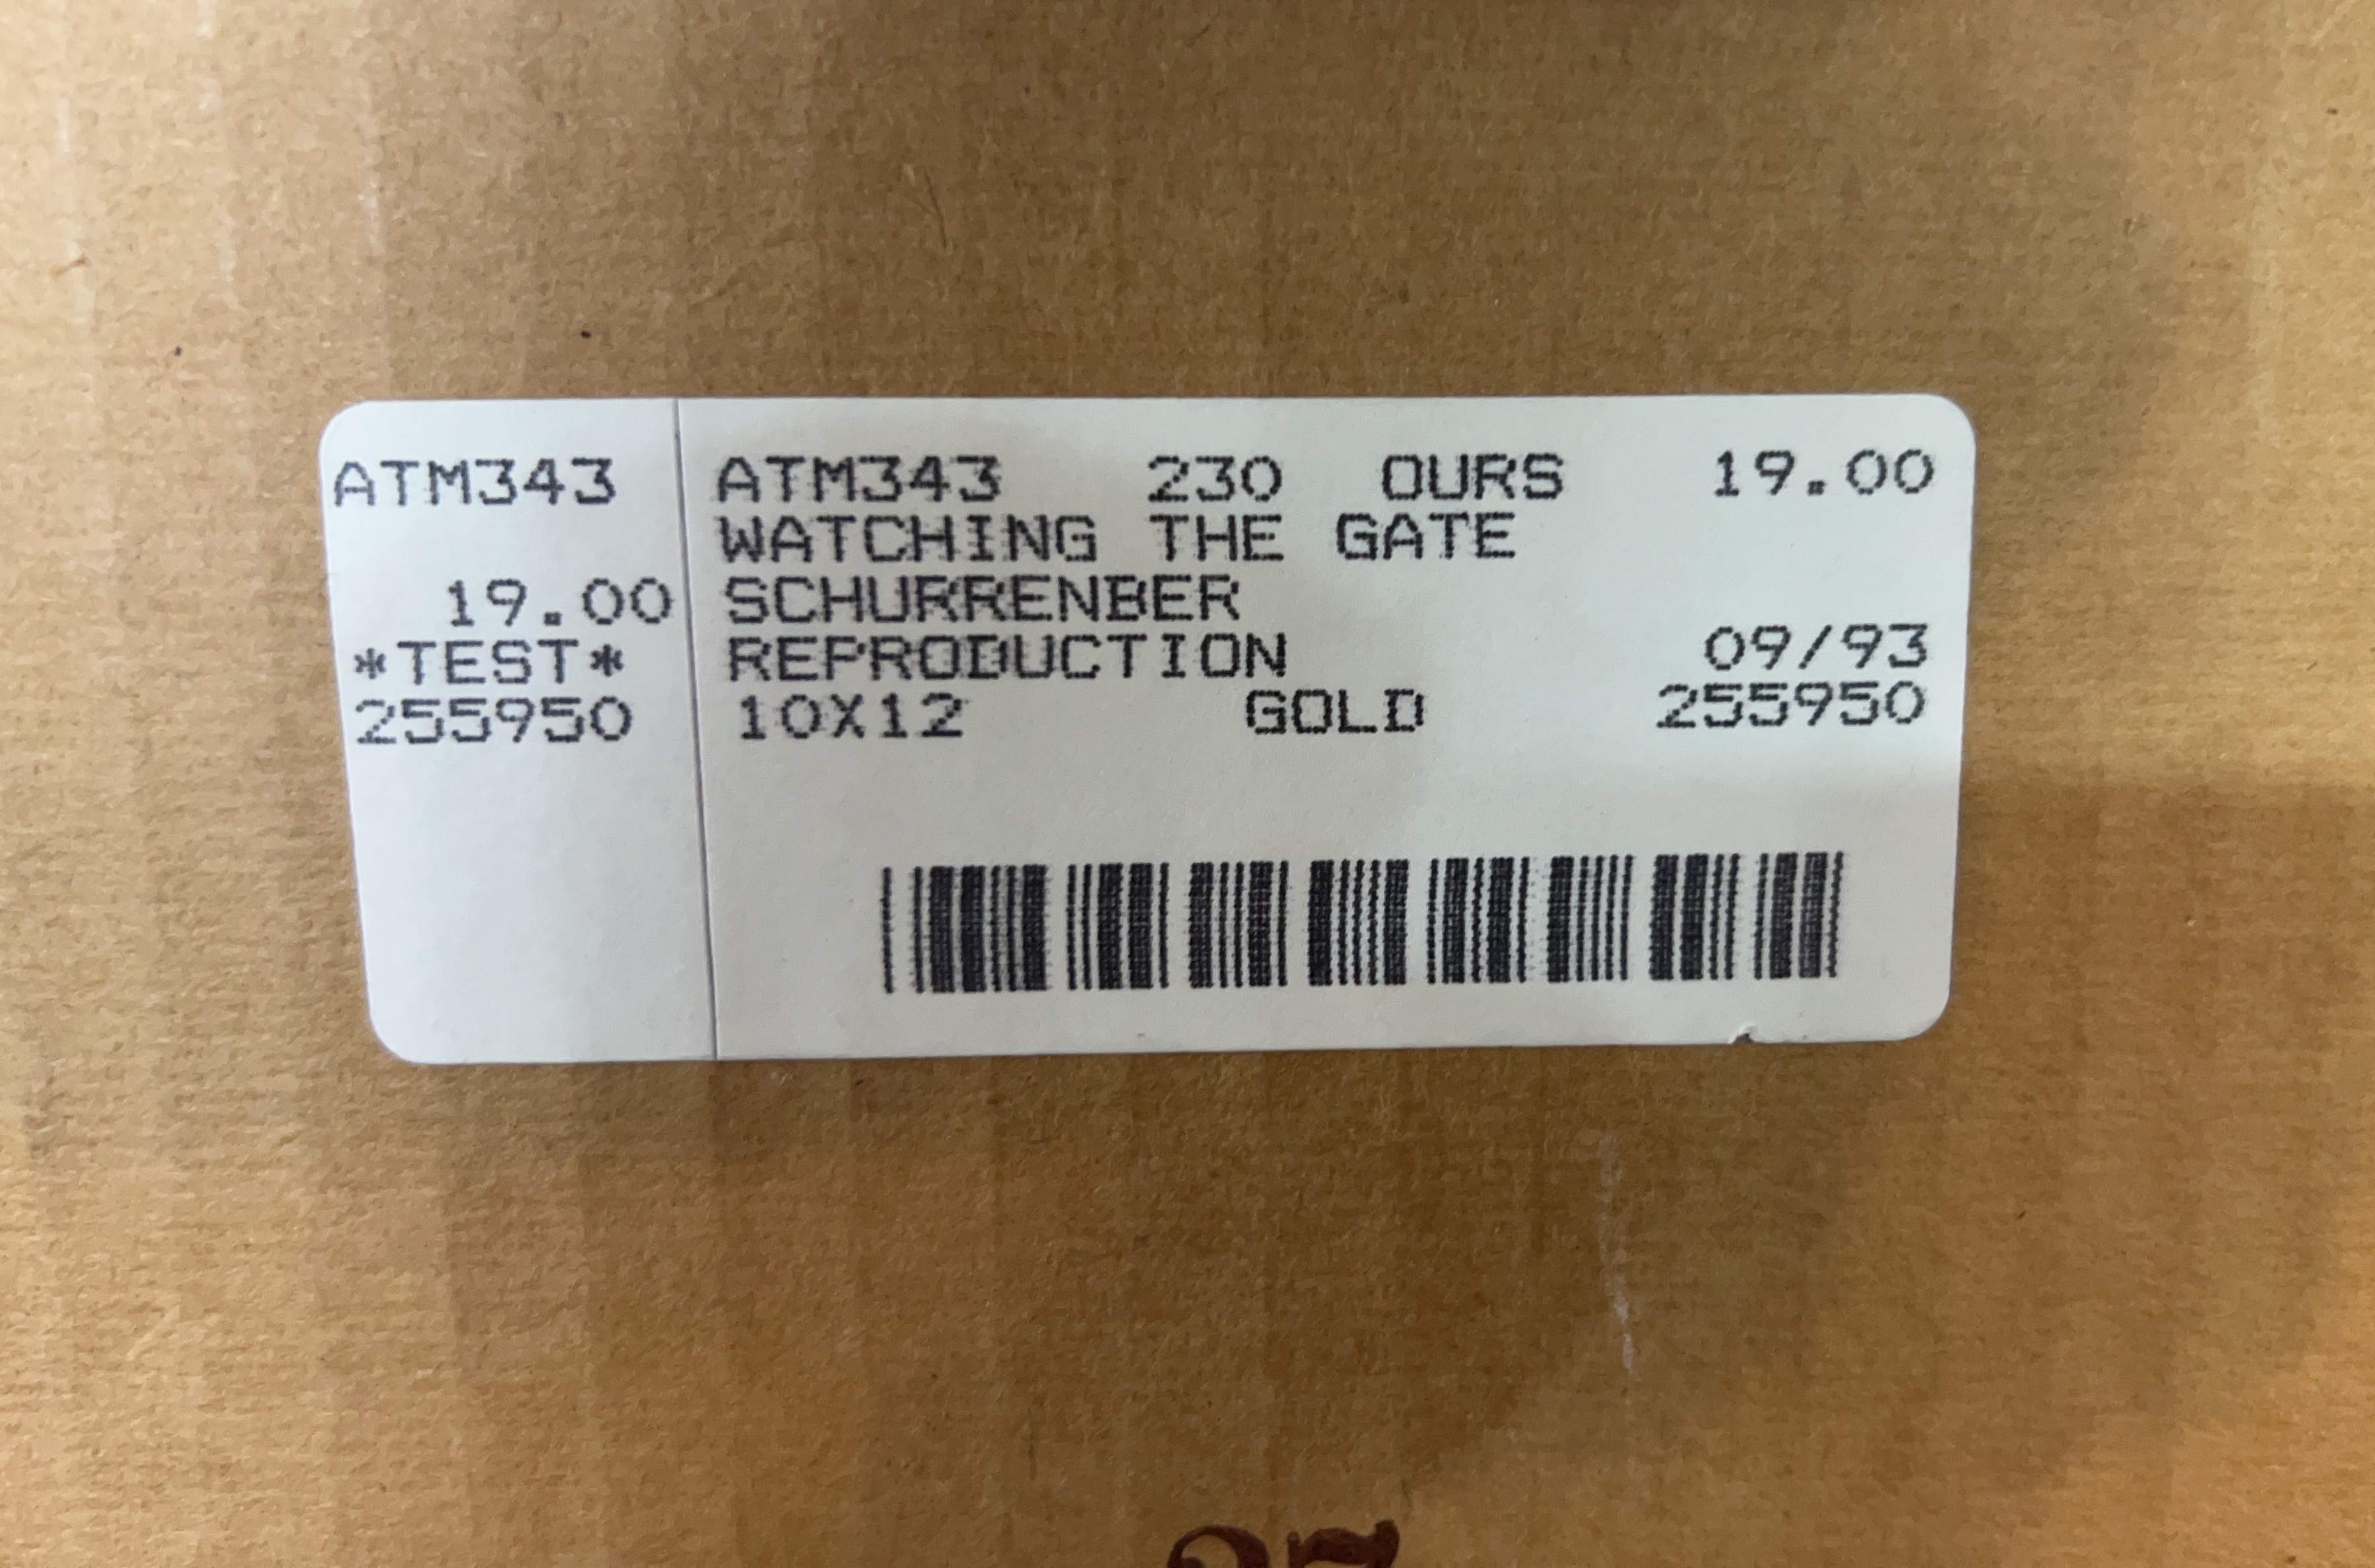 ATM343
19.00
*TEST*
255950
ATM343 230 OURS 19.00
WATCHING THE GATE
SCHURRENBER
REPRODUCTION 09/93
10X12 GOLD 255950